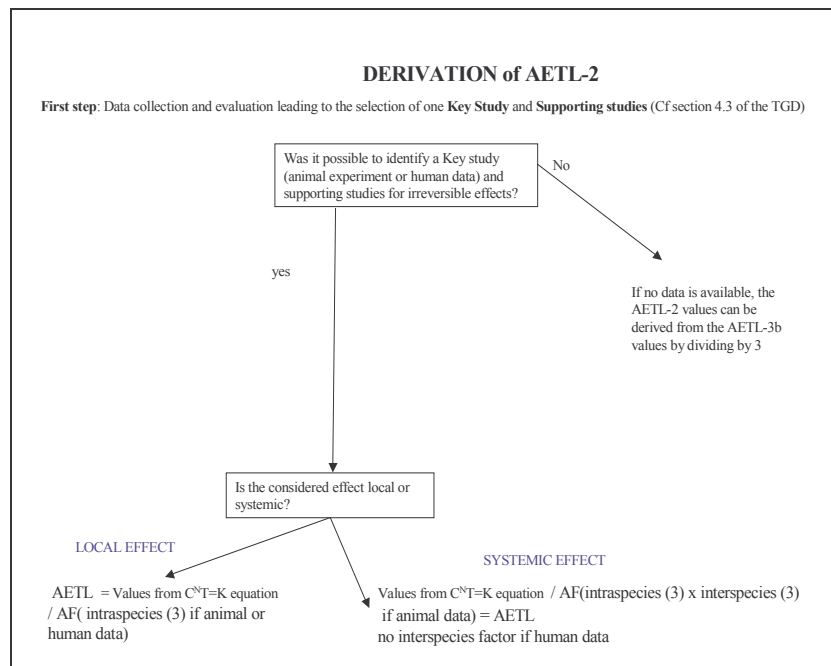 DERIVATION of AETL-2
First step: Data collection and evaluation leading to the selection of one Key Study and Supporting studies (Cf section 4.3 of the TGD)
Was it possible to identify a Key study
(animal experiment or human data) and
supporting studies for irreversible effects?
No
yes
If no data is available, the
AETL-2 values can be
derived from the AETL-3b
values by dividing by 3
Is the considered effect local or
systemic?
LOCAL EFFECT
AETL = Values from CᴺT=K equation
/ AF( intraspecies (3) if animal or
human data)
SYSTEMIC EFFECT
Values from CᴺT=K equation / AF(intraspecies (3) x interspecies (3)
if animal data) = AETL
no interspecies factor if human data